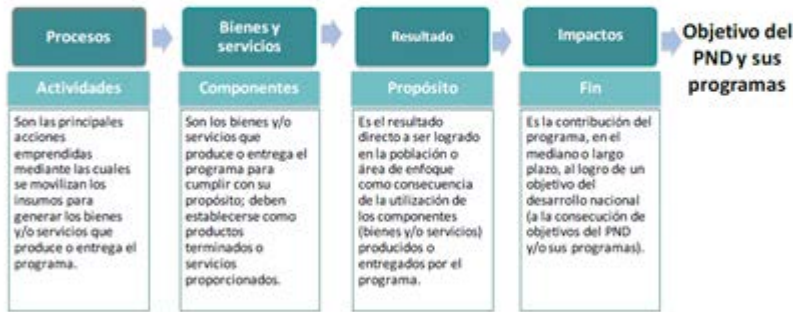 Procesos
Bienes y
servicios
Resultado
Impactos
Objetivo del
PND y sus
programas
Actividades
Componentes
Propósito
Fin
Son las principales
acciones
emprendidas
mediante las cuales
se movilizan los
insumos para
generar los bienes
y/o servicios que
produce o entrega el
programa.
Son los bienes y/o
servicios que
produce o entrega el
programa para
cumplir con su
propósito; deben
establecerse como
productos
terminados o
servicios
proporcionados.
Es el resultado
directo a ser logrado
en la población o
área de enfoque
como consecuencia
de la utilización de
los componentes
(bienes y/o servicios)
producidos o
entregados por el
programa.
Es la contribución del
programa, en el
mediano o largo
plazo, al logro de un
objetivo del
desarrollo nacional
(a la consecución de
objetivos del PND
y/o sus programas).